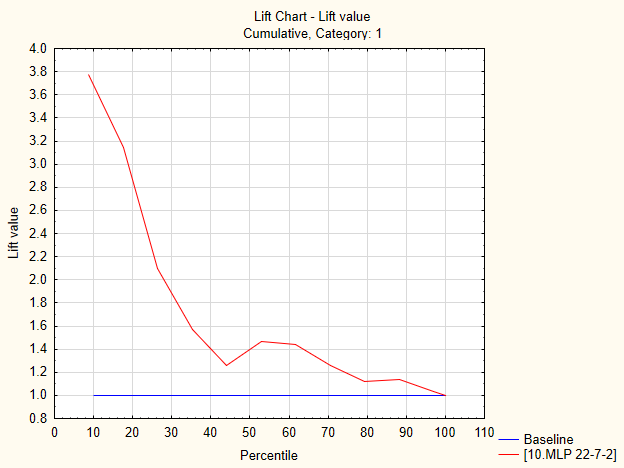 Lift Chart - Lift value
Cumulative, Category: 1
4.0
3.8
3.6
3.4
3.2
3.0
2.8
2.6
2.4
2.2
2.0
1.8
1.6
1.4
1.2
1.0
0.8
Lift value
0 10 20 30 40 50 60 70 80 90 100 110
Percentile
Baseline
[10.MLP 22-7-2]